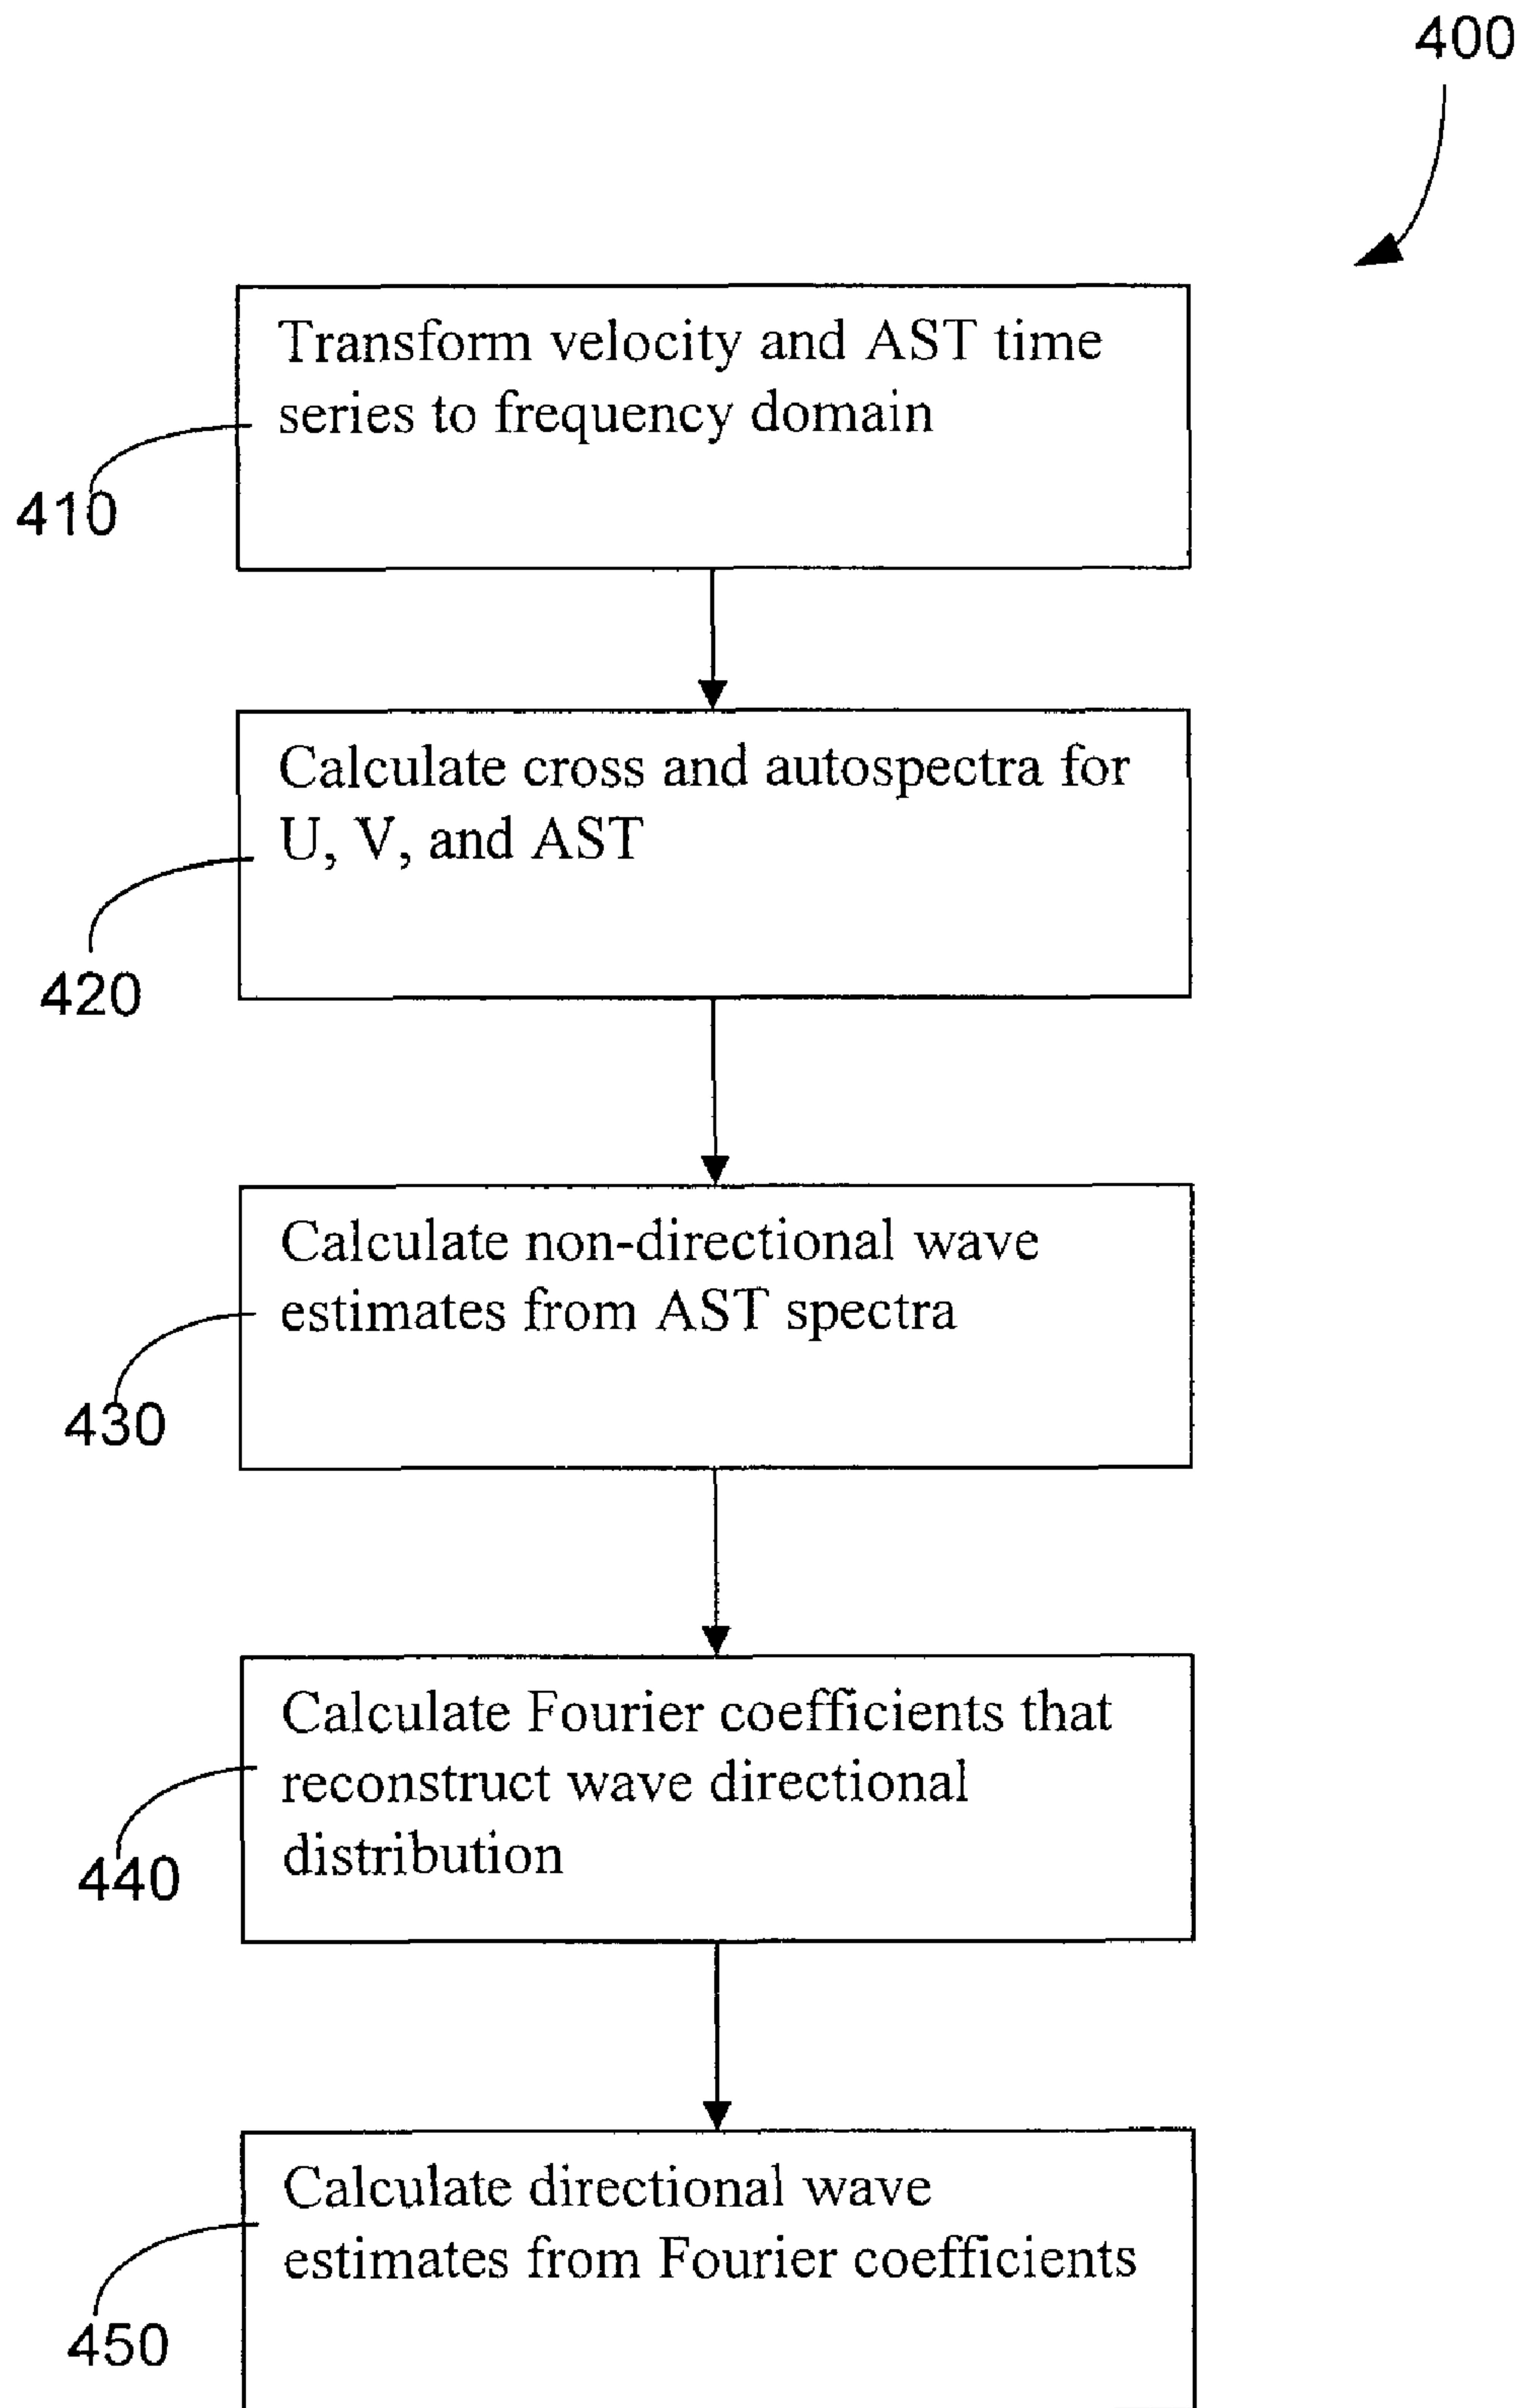 400
Transform velocity and AST time
series to frequency domain
410
Calculate cross and autospectra for
U, V, and AST
420
Calculate non-directional wave
estimates from AST spectra
430
Calculate Fourier coefficients that
reconstruct wave directional
distribution
440
Calculate directional wave
estimates from Fourier coefficients
450